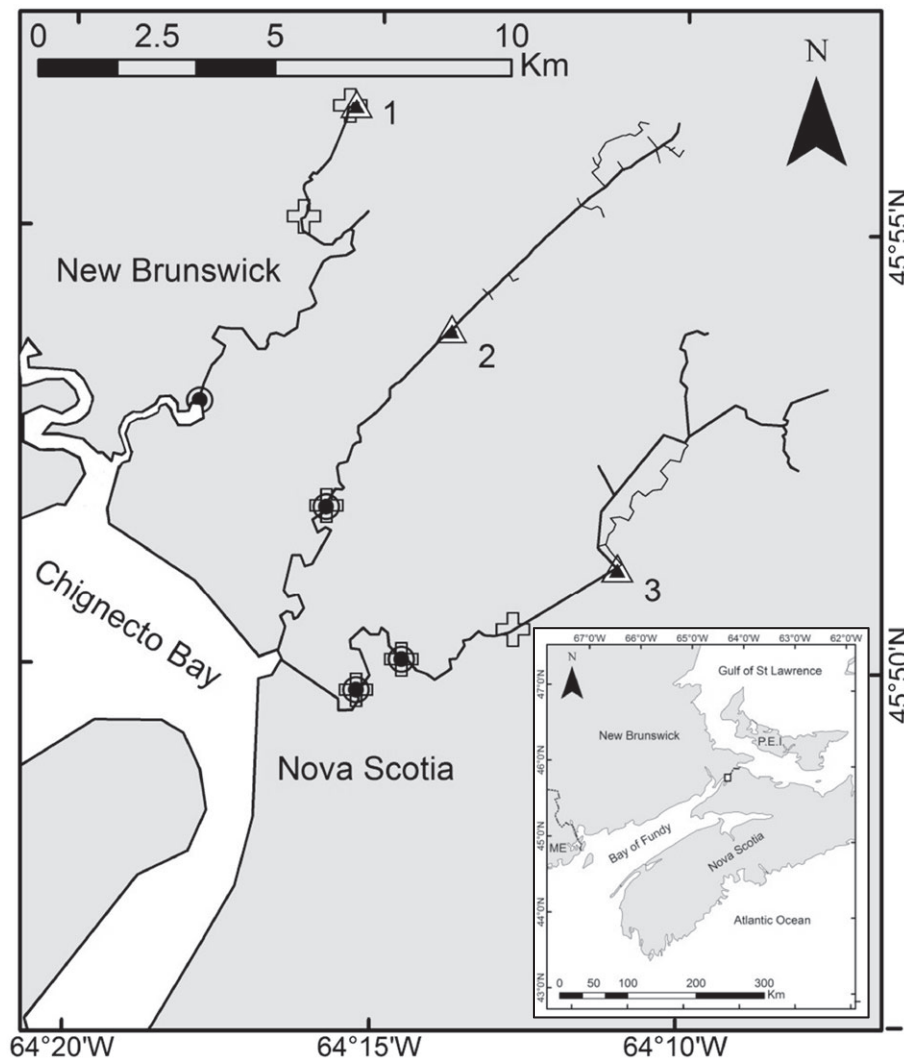 0 2.5 5 10
Km
N
1
45°55'N
New Brunswick
2
Chignecto Bay
3
45°50'N
Nova Scotia
64°20'W 64°15'W 64°10'W
67°0'W 66°0'W 65°0'W 64°0'W 63°0'W 62°0'W
N
Gulf of St Lawrence
47°0'N
New Brunswick
P.E.I.
46°0'N
45°0'N
Bay of Fundy
ME
Nova Scotia
44°0'N
Atlantic Ocean
43°0'N
0 50 100 200 300
Km